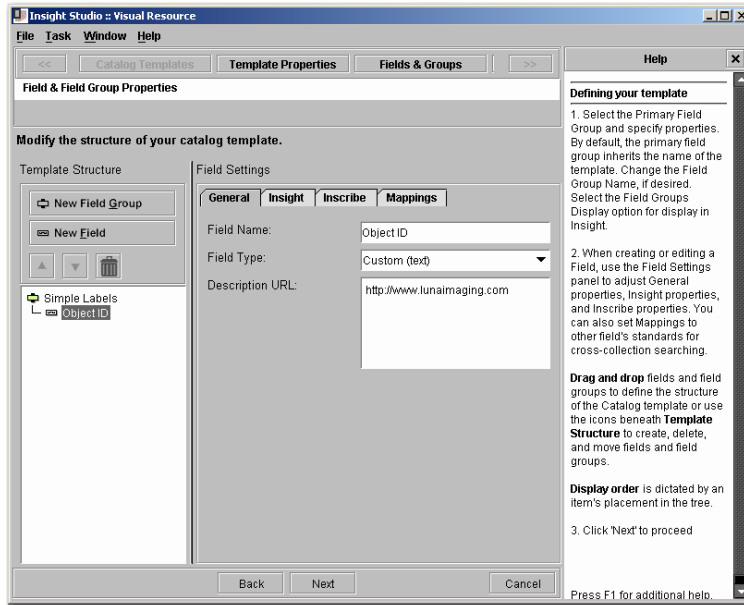 Insight Studio :: Visual Resource
File Task Window Help
<< Catalog Templates Template Properties Fields & Groups >>
Field & Field Group Properties
Modify the structure of your catalog template.
Template Structure
New Field Group
New Field
Simple Labels
Object ID
Field Settings
General Insight Inscribe Mappings
Field Name: Object ID
Field Type: Custom (text)
Description URL: http://www.lunaimaging.com
Back Next Cancel
Help
Defining your template
1. Select the Primary Field
Group and specify properties.
By default, the primary field
group inherits the name of the
template. Change the Field
Group Name, if desired.
Select the Field Groups
Display option for display in
Insight.
2. When creating or editing a
Field, use the Field Settings
panel to adjust General
properties, Insight properties,
and Inscribe properties. You
can also set Mappings to
other field's standards for
cross-collection searching.
Drag and drop fields and field
groups to define the structure
of the Catalog template or use
the icons beneath Template
Structure to create, delete,
and move fields and field
groups.
Display order is dictated by an
item's placement in the tree.
3. Click 'Next' to proceed
Press F1 for additional help.